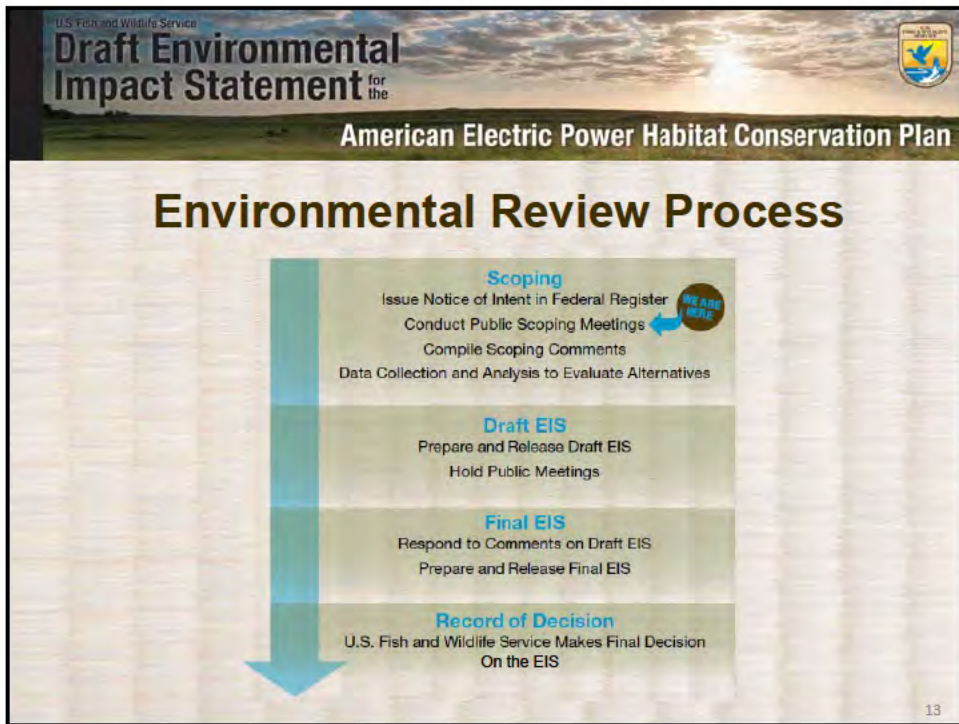 U.S. Fish and Wildlife Service
Draft Environmental
Impact Statement for the
American Electric Power Habitat Conservation Plan
Environmental Review Process
Scoping
Issue Notice of Intent in Federal Register
WE ARE
HERE
Conduct Public Scoping Meetings
Compile Scoping Comments
Data Collection and Analysis to Evaluate Alternatives
Draft EIS
Prepare and Release Draft EIS
Hold Public Meetings
Final EIS
Respond to Comments on Draft EIS
Prepare and Release Final EIS
Record of Decision
U.S. Fish and Wildlife Service Makes Final Decision
On the EIS
13